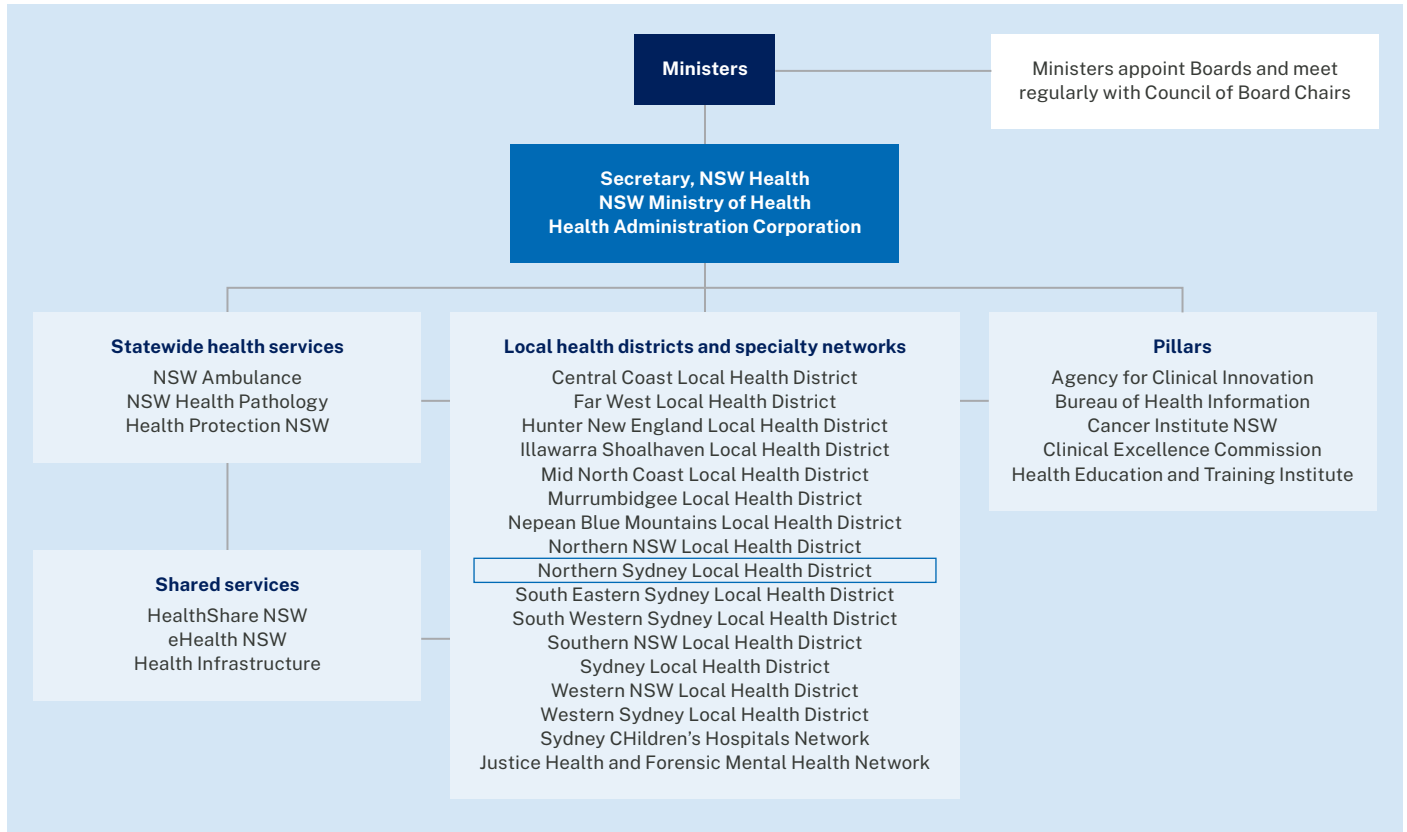 Ministers
Ministers appoint Boards and meet
regularly with Council of Board Chairs
Secretary, NSW Health
NSW Ministry of Health
Health Administration Corporation
Statewide health services
NSW Ambulance
NSW Health Pathology
Health Protection NSW
Shared services
HealthShare NSW
eHealth NSW
Health Infrastructure
Local health districts and specialty networks
Central Coast Local Health District
Far West Local Health District
Hunter New England Local Health District
Illawarra Shoalhaven Local Health District
Mid North Coast Local Health District
Murrumbidgee Local Health District
Nepean Blue Mountains Local Health District
Northern NSW Local Health District
Northern Sydney Local Health District
South Eastern Sydney Local Health District
South Western Sydney Local Health District
Southern NSW Local Health District
Sydney Local Health District
Western NSW Local Health District
Western Sydney Local Health District
Sydney CHildren’s Hospitals Network
Justice Health and Forensic Mental Health Network
Pillars
Agency for Clinical Innovation
Bureau of Health Information
Cancer Institute NSW
Clinical Excellence Commission
Health Education and Training Institute